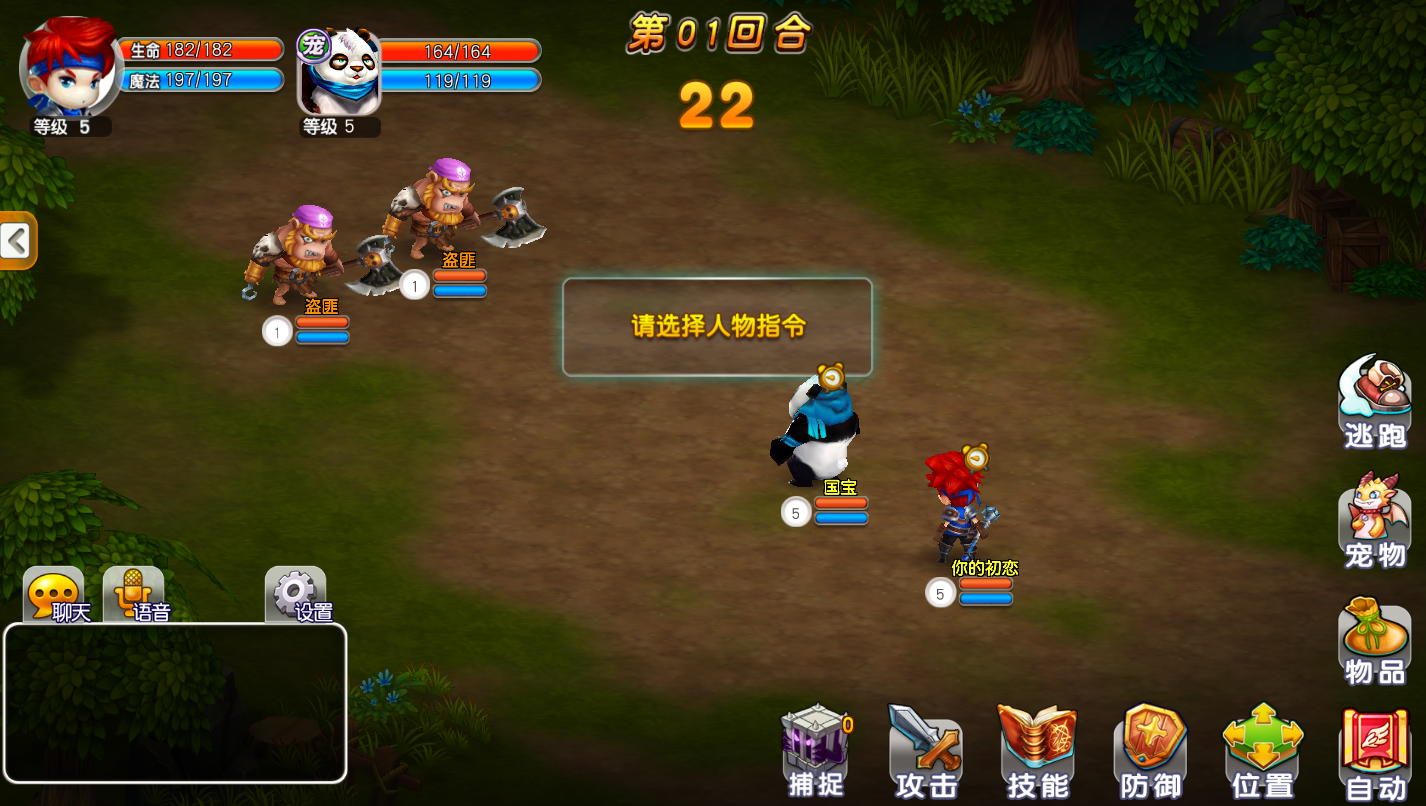 第01回合
22
生命 182/182
魔法 197/197
等级 5
宠
164/164
119/119
等级 5
盗匪
1
盗匪
1
请选择人物指令
国宝
5
你的初恋
5
逃跑
宠物
物品
聊天
语音
设置
0
捕捉
攻击
技能
防御
位置
自动